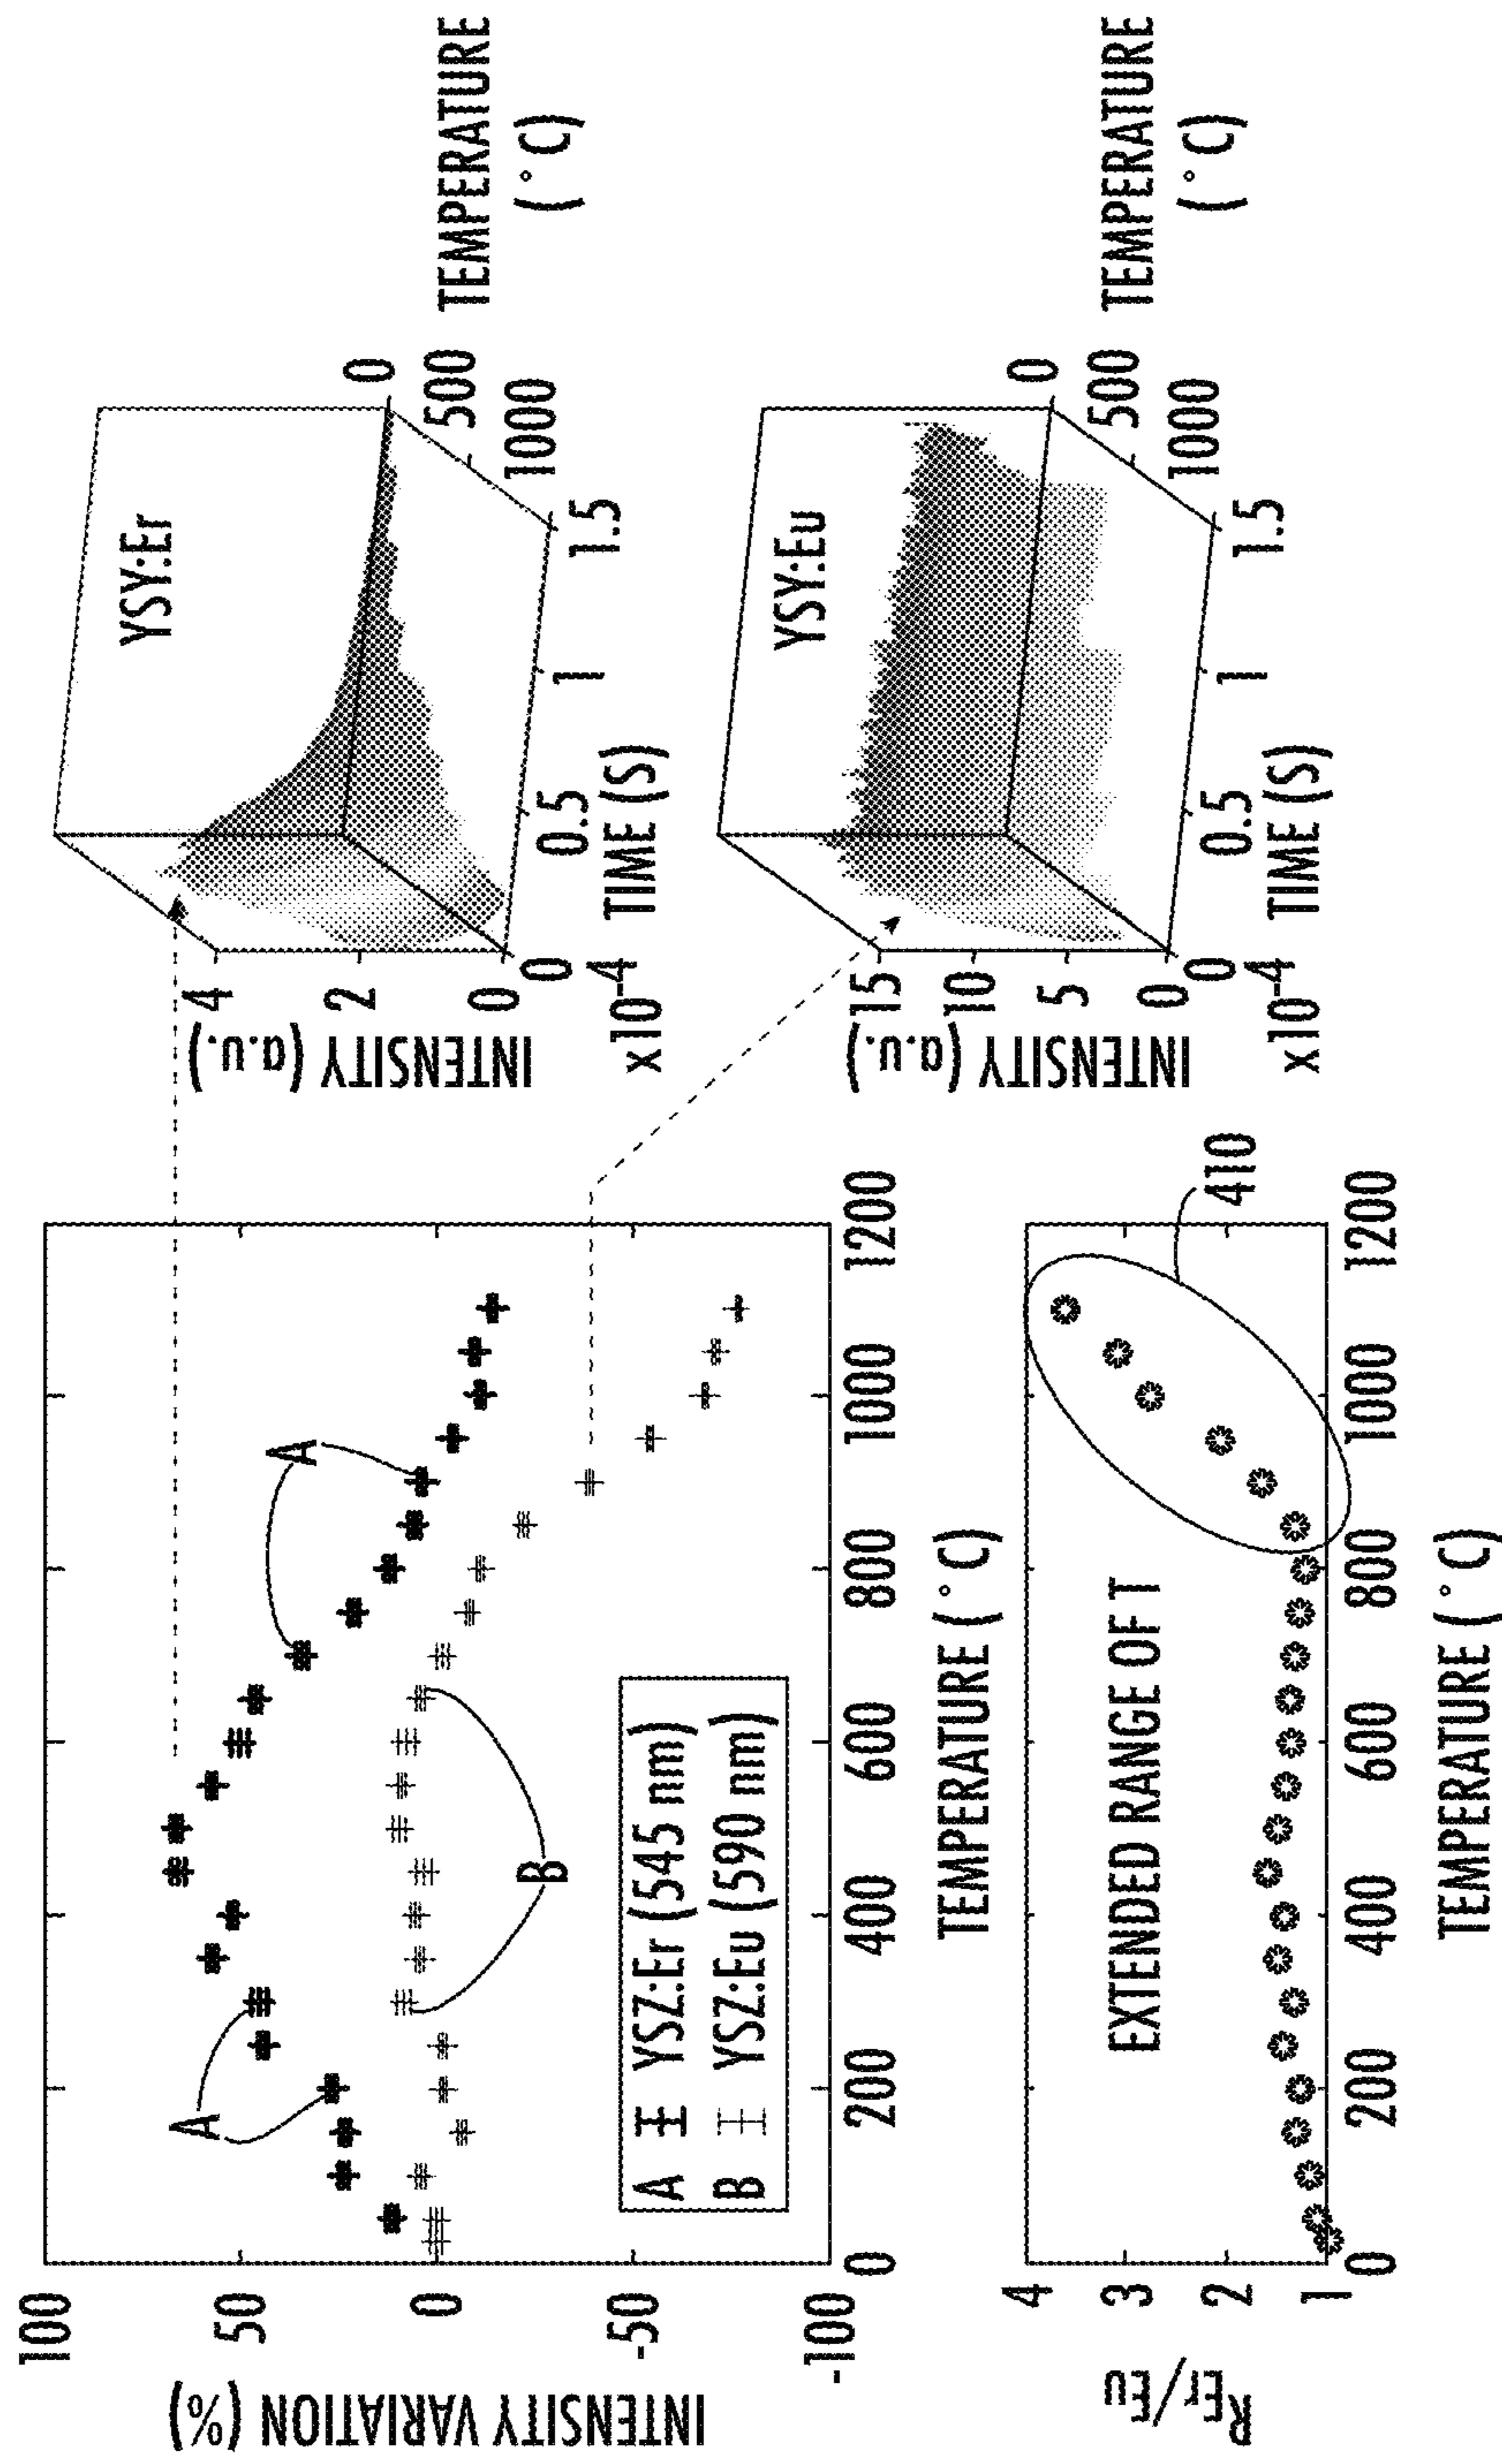 100
50
0
-50
-100
INTENSITY VARIATION (%)
A
A
B
A YSZ:Er (545 nm)
B YSZ:Eu (590 nm)
0 200 400 600 800 1000 1200
TEMPERATURE (°C)
4
3
2
1
R Er/Eu
EXTENDED RANGE OF T
410
0 200 400 600 800 1000 1200
TEMPERATURE (°C)
YSY:Er
4
2
0
INTENSITY (a.u.)
x10-4
0 0.5 1 1.5
TIME (S)
0
500
1000
TEMPERATURE
(°C)
YSY:Eu
15
10
5
0
INTENSITY (a.u.)
x10-4
0 0.5 1 1.5
TIME (S)
0
500
1000
TEMPERATURE
(°C)